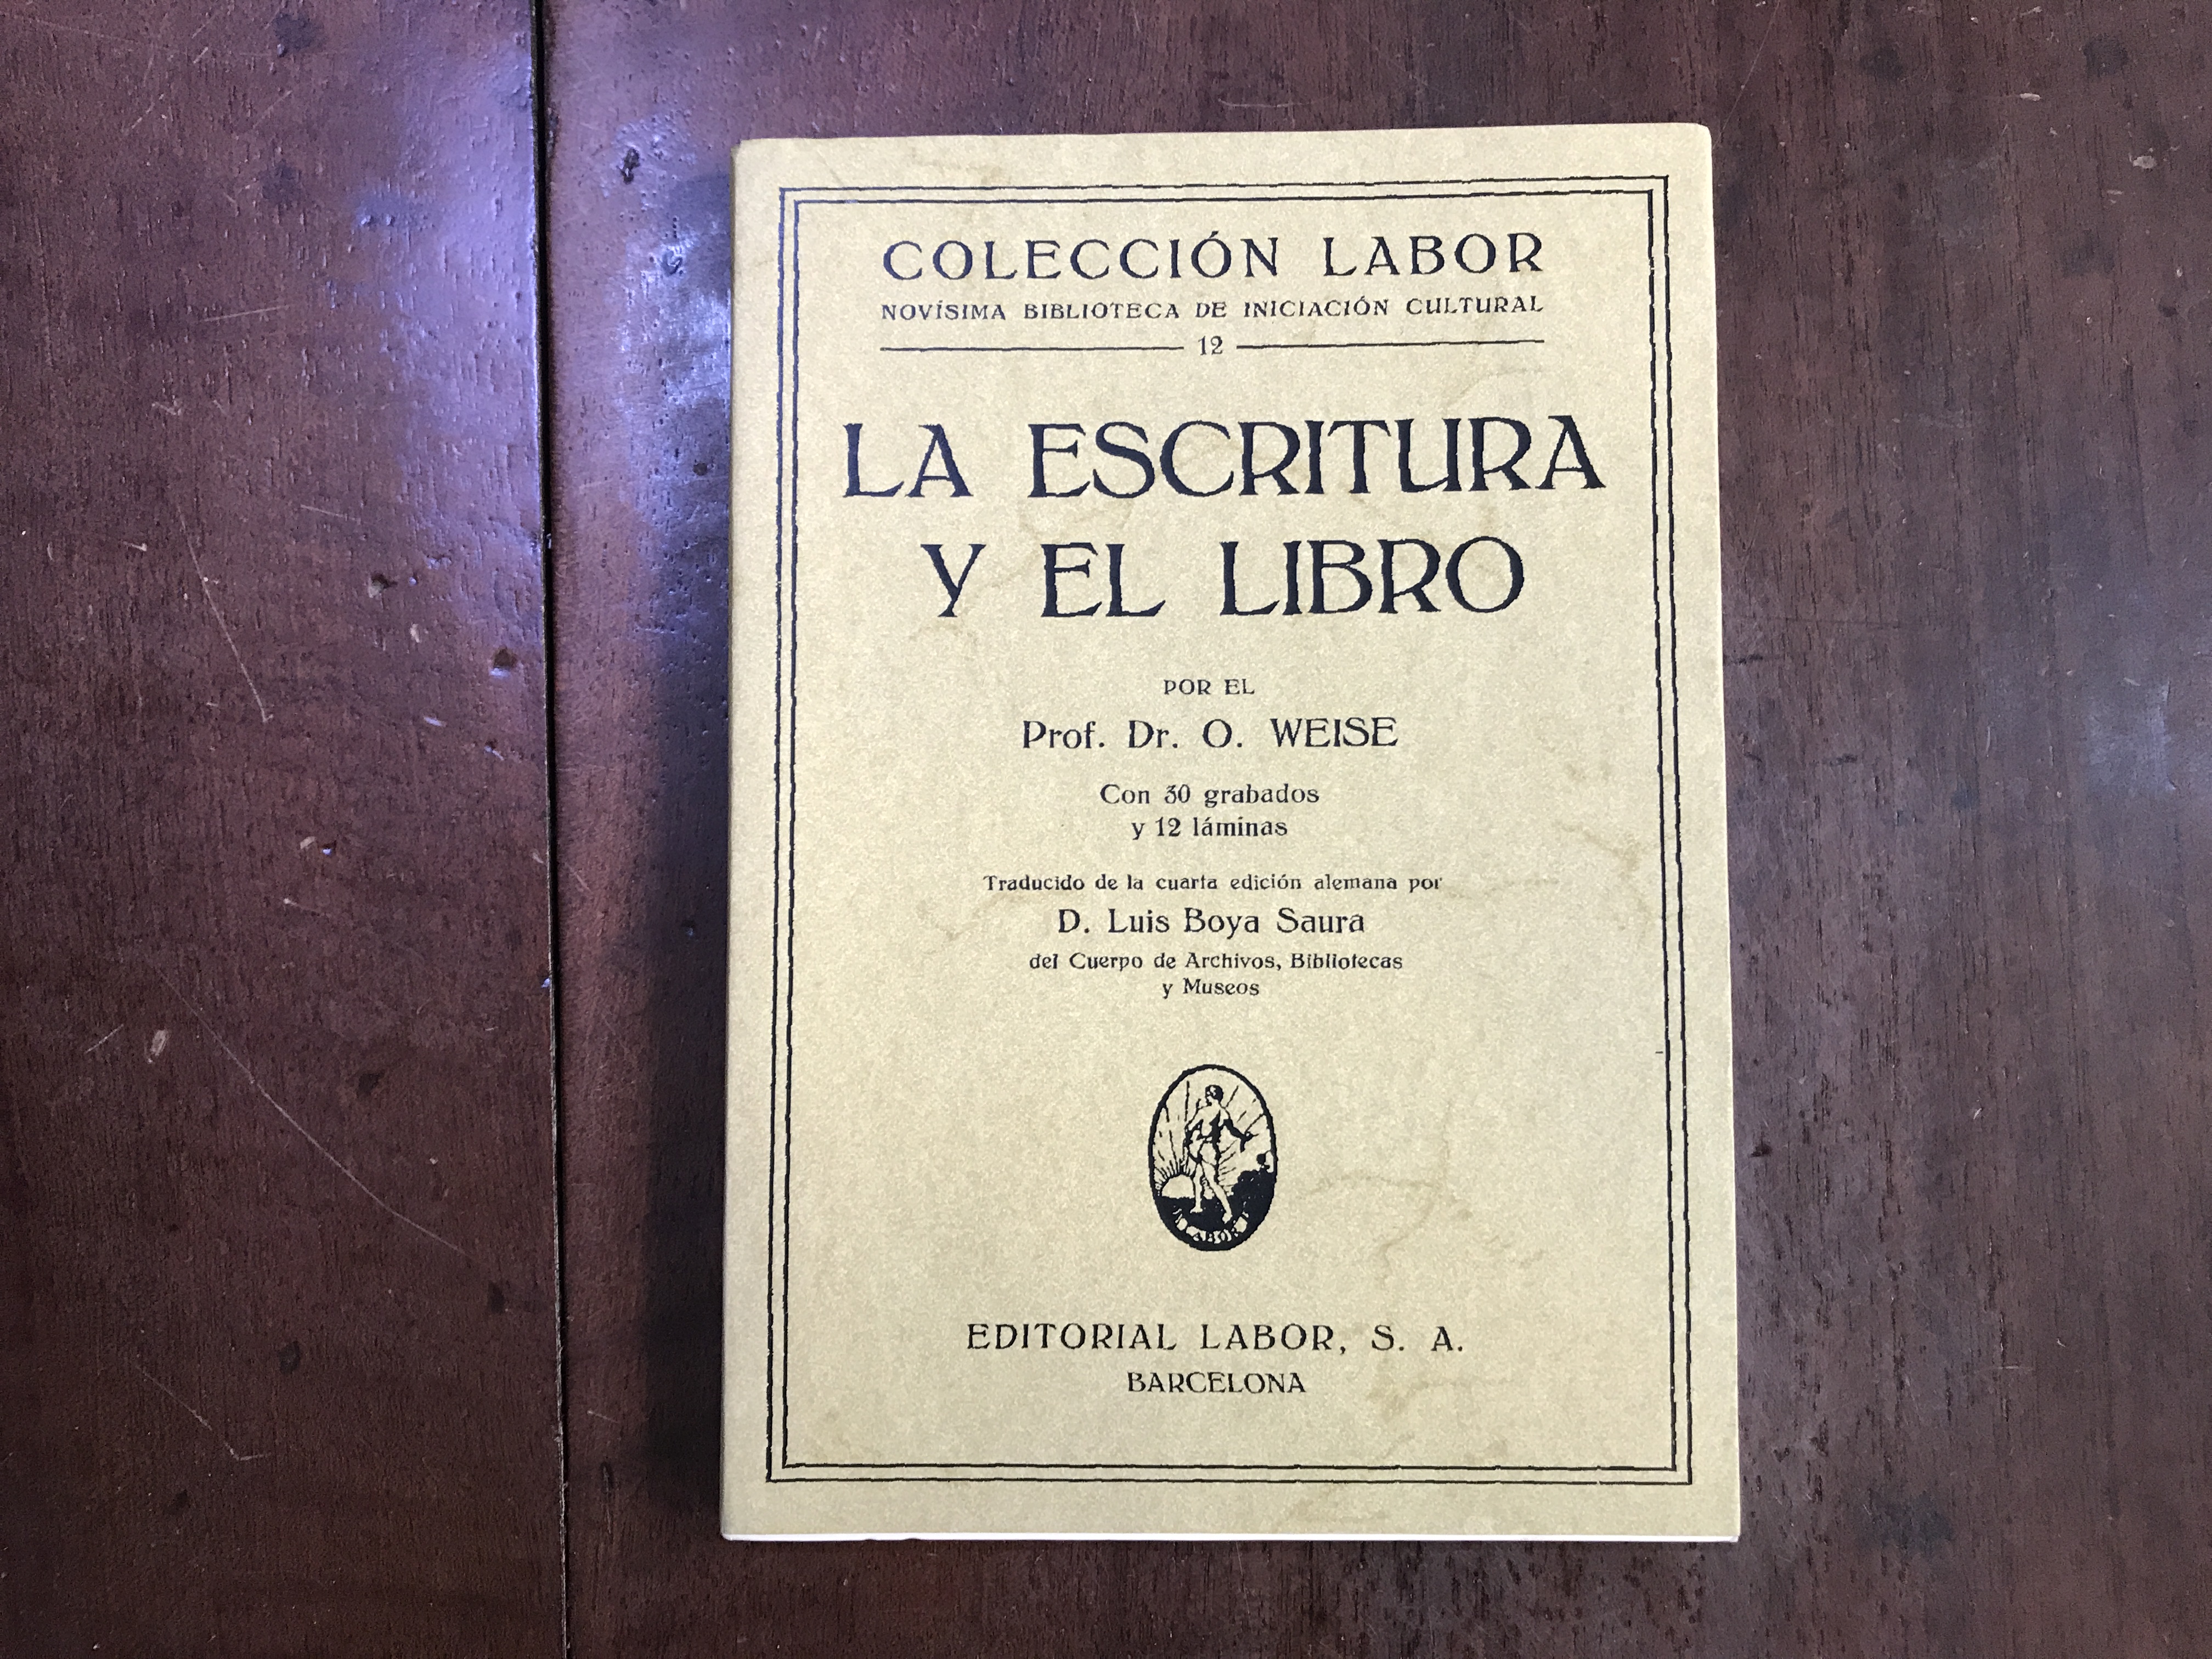 COLECCIÓN LABOR
NOVÍSIMA BIBLIOTECA DE INICIACIÓN CULTURAL
12
LA ESCRITURA
Y EL LIBRO
POR EL
Prof. Dr. O. WEISE
Con 30 grabados
y 12 láminas
Traducido de la cuarta edición alemana por
D. Luis Boya Saura
del Cuerpo de Archivos, Bibliotecas
y Museos
LABOR
EDITORIAL LABOR, S. A.
BARCELONA